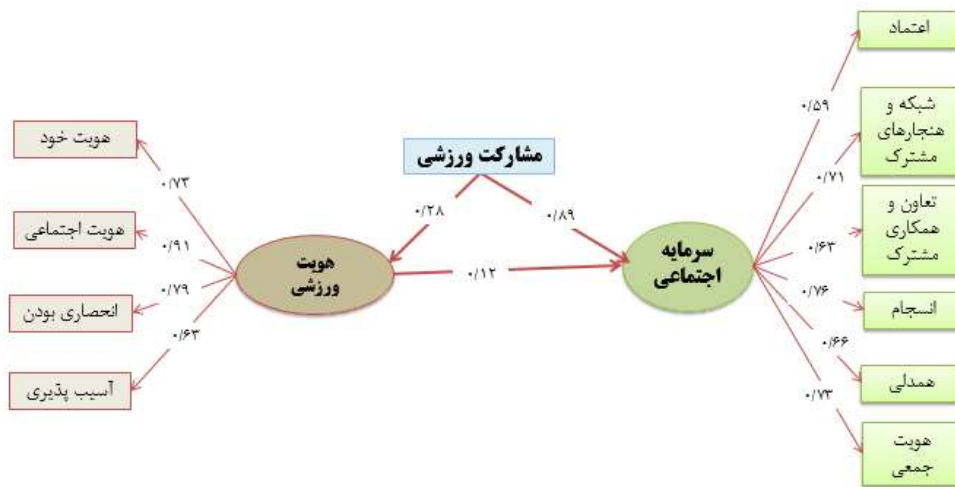 اعتماد
۰/۵۹
شبکه و
هنجارهای
مشترک
۰/۷۱
تعاون و
همکاری
مشترک
۰/۶۳
انسجام
۰/۷۶
همدلی
۰/۶۶
هویت
جمعی
۰/۷۳
سرمایه
اجتماعی
مشارکت ورزشی
۰/۸۹
۰/۲۸
۰/۱۲
هویت
ورزشی
هویت خود
۰/۷۳
هویت اجتماعی
۰/۹۱
انحصاری بودن
۰/۷۹
آسیب پذیری
۰/۶۳